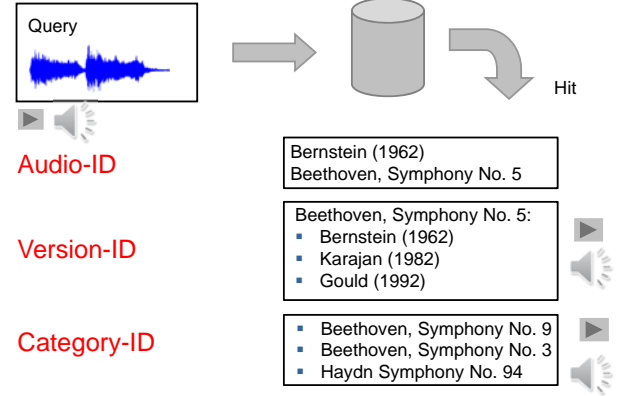 Query
Hit
Audio-ID
Bernstein (1962)
Beethoven, Symphony No. 5
Version-ID
Beethoven, Symphony No. 5:
▪ Bernstein (1962)
▪ Karajan (1982)
▪ Gould (1992)
Category-ID
▪ Beethoven, Symphony No. 9
▪ Beethoven, Symphony No. 3
▪ Haydn Symphony No. 94